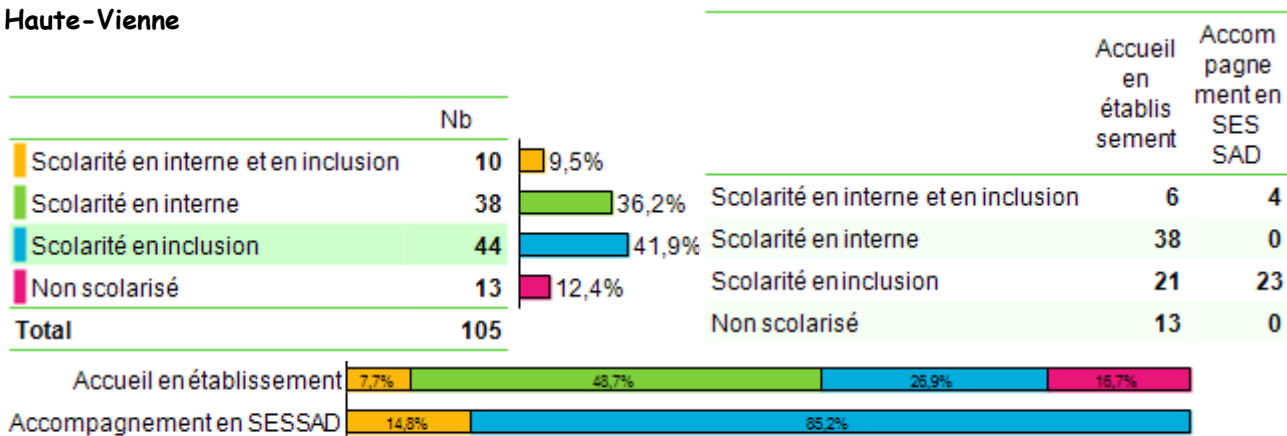 Haute-Vienne
Nb
Scolarité en interne et en inclusion 10 9,5%
Scolarité en interne 38 36,2%
Scolarité en inclusion 44 41,9%
Non scolarisé 13 12,4%
Total 105
Accueil en établis sement
Accom pagne ment en SES SAD
Scolarité en interne et en inclusion 6 4
Scolarité en interne 38 0
Scolarité en inclusion 21 23
Non scolarisé 13 0
Accueil en établissement 7,7% 48,7% 26,9% 16,7%
Accompagnement en SESSAD 14,8% 85,2%